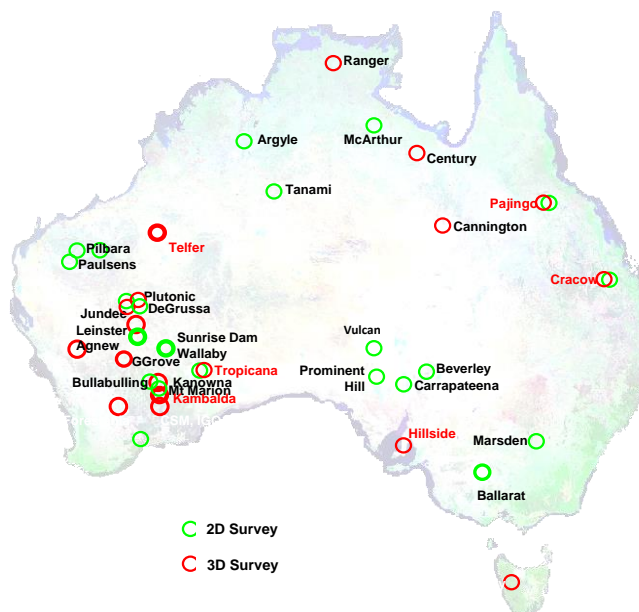 Ranger
McArthur
Argyle
Century
Tanami
Pajingo
Cannington
Telfer
Pilbara
Paulsens
Cracow
Plutonic
DeGrussa
Jundee
Leinster
Sunrise Dam
Agnew
Wallaby
Vulcan
GGrove
Tropicana
Prominent
Hill
Beverley
Bullabulling
Kanowna
Carrapateena
Mt Marion
Kambalda
CSM, IGO
Hillside
Marsden
Ballarat
2D Survey
3D Survey